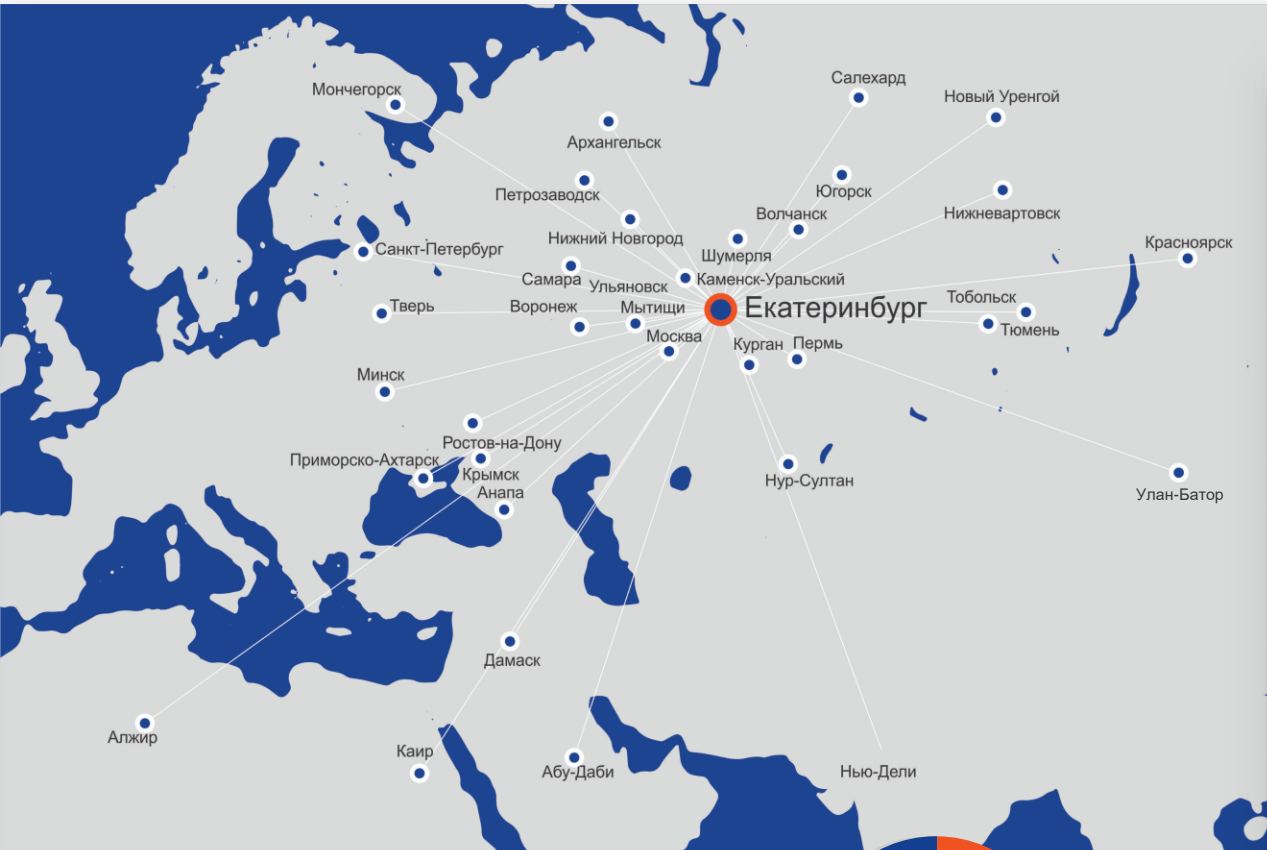 Салехард
Мончегорск
Новый Уренгой
Архангельск
Югорск
Петрозаводск
Волчанск
Нижневартовск
Нижний Новгород
Красноярск
Санкт-Петербург
Шумерля
Самара
Каменск-Уральский
Ульяновск
Тобольск
Тверь
Воронеж
Мытищи
Екатеринбург
Тюмень
Москва
Курган
Пермь
Минск
Ростов-на-Дону
Приморско-Ахтарск
Крымск
Нур-Султан
Анапа
Улан-Батор
Дамаск
Алжир
Каир
Абу-Даби
Нью-Дели